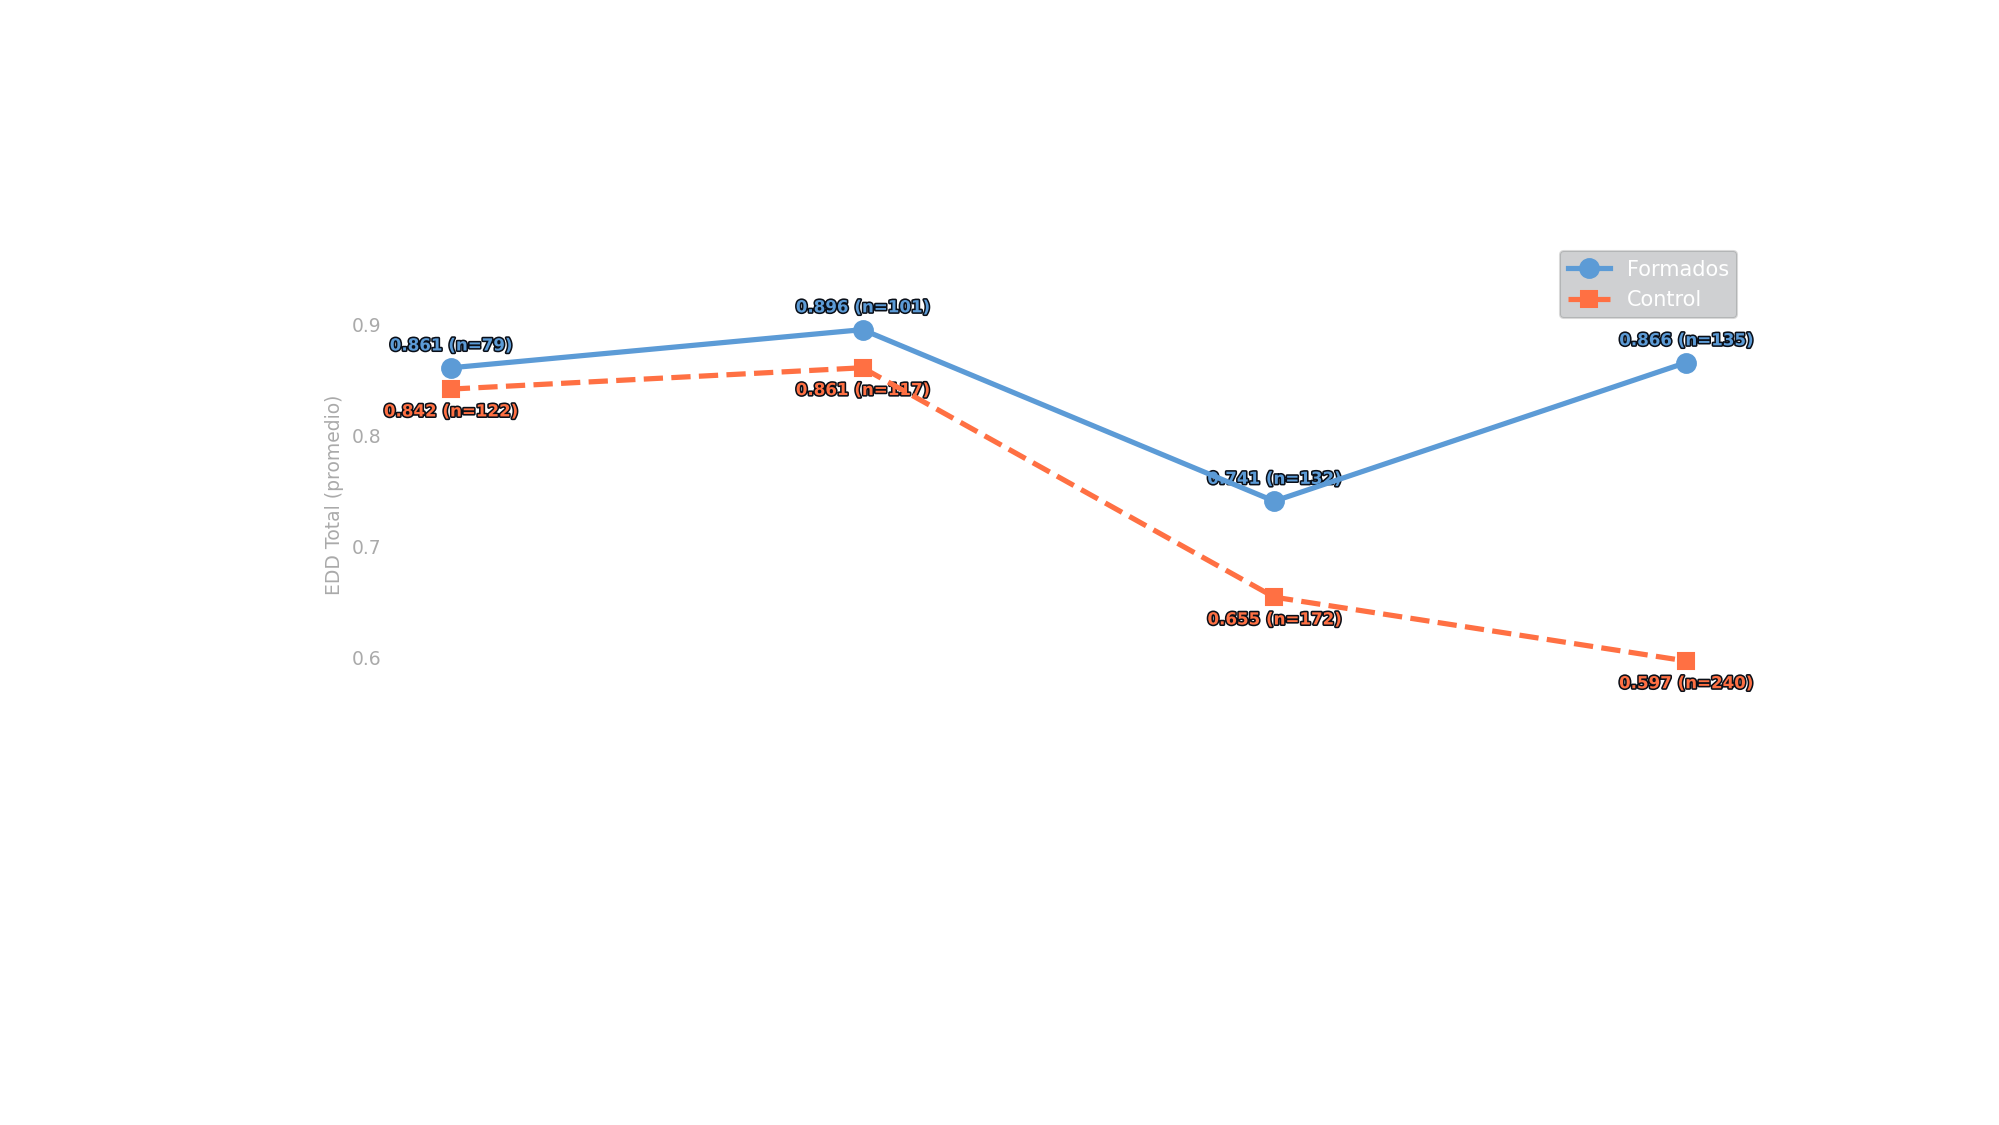 Formados
Control
0.896 (n=101)
0.9
0.861 (n=79)
0.866 (n=135)
0.861 (n=117)
0.842 (n=122)
0.8
EDD Total (promedio)
0.741 (n=132)
0.7
0.655 (n=172)
0.6
0.597 (n=240)